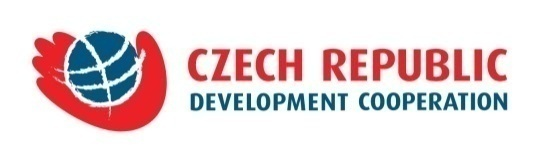 CZECH REPUBLIC
DEVELOPMENT COOPERATION